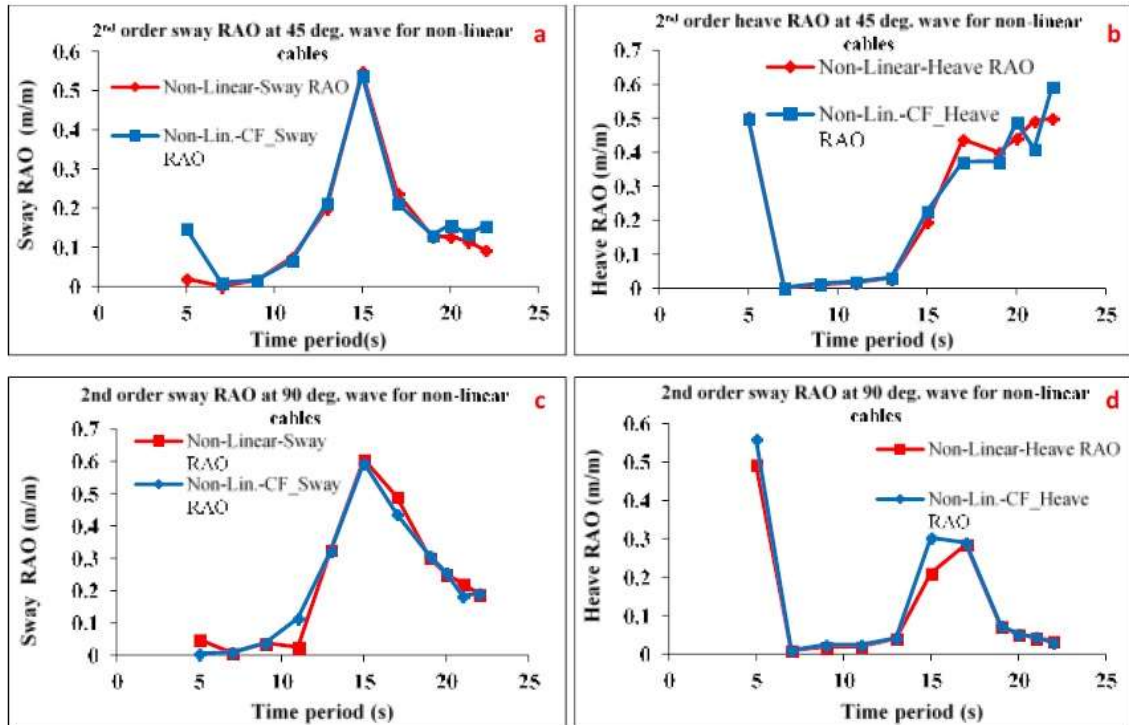 2nd order sway RAO at 45 deg. wave for non-linear
cables
a
0.6
0.5
0.4
0.3
0.2
0.1
0
Sway RAO (m/m)
Non-Linear-Sway RAO
Non-Lin.-CF_Sway
RAO
0 5 10 15 20 25
Time period(s)
2nd order heave RAO at 45 deg. wave for non-linear
cables
b
0.7
0.6
0.5
0.4
0.3
0.2
0.1
0
Heave RAO (m/m)
Non-Linear-Heave RAO
Non-Lin.-CF_Heave
RAO
0 5 10 15 20 25
Time period(s)
2nd order sway RAO at 90 deg. wave for non-linear
cables
c
0.7
0.6
0.5
0.4
0.3
0.2
0.1
0
Sway RAO (m/m)
Non-Linear-Sway
RAO
Non-Lin.-CF_Sway
RAO
0 5 10 15 20 25
Time period (s)
2nd order sway RAO at 90 deg. wave for non-linear
cables
d
0.6
0.5
0.4
0.3
0.2
0.1
0
Heave RAO (m/m)
Non-Linear-Heave RAO
Non-Lin.-CF_Heave
RAO
0 5 10 15 20 25
Time period (s)